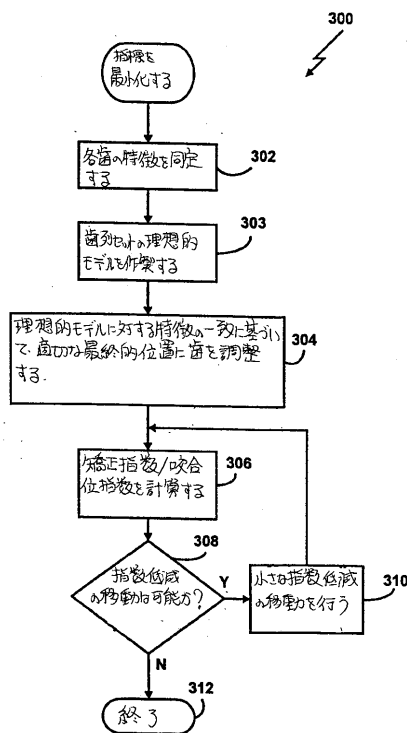 300
指標を
最小化する
各歯の特徴を同定
する
302
歯列セットの理想的
モデルを作製する
303
理想的モデルに対する特徴の一致に基づい
て、適切な最終的位置に歯を調整
する.
304
矯正指数/咬合
位指数を計算する
306
308
指数低減
の移動は可能か?
Y
小さな指数低減
の移動を行う
310
N
312
終了